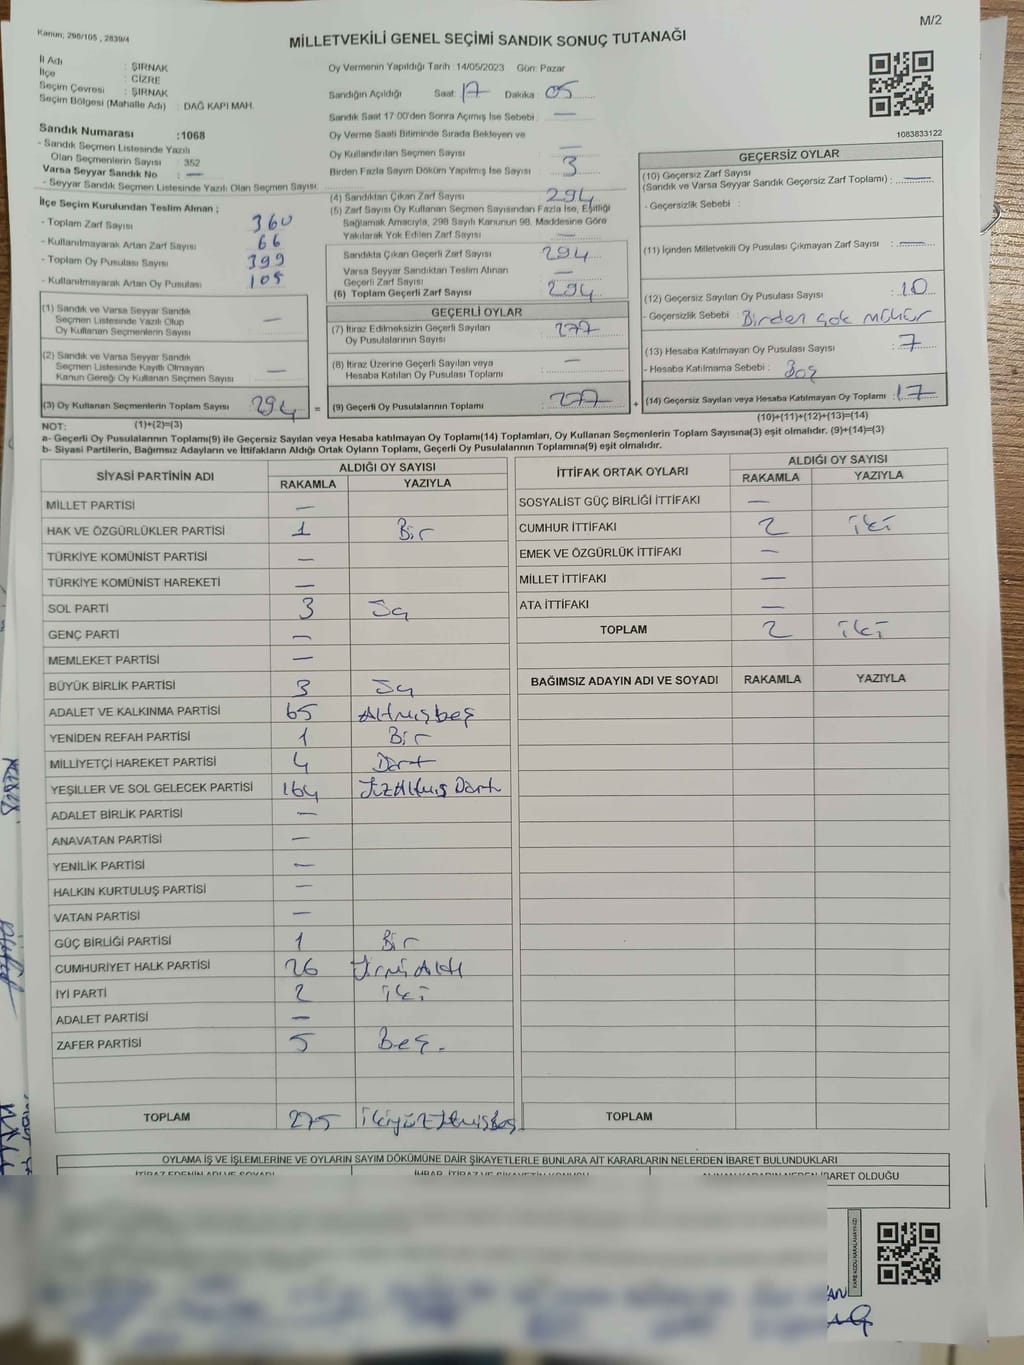 M/2
Kanun; 298/105 , 2839/4
MİLLETVEKİLİ GENEL SEÇİMİ SANDIK SONUÇ TUTANAĞI
İl Adı : ŞIRNAK
İlçe : CİZRE
Seçim Çevresi : ŞIRNAK
Seçim Bölgesi (Mahalle Adı) : DAĞ KAPI MAH.
Sandık Numarası :1068
- Sandık Seçmen Listesinde Yazılı
Olan Seçmenlerin Sayısı : 352
Varsa Seyyar Sandık No : —
- Seyyar Sandık Seçmen Listesinde Yazılı Olan Seçmen Sayısı:
İlçe Seçim Kurulundan Teslim Alınan ;
- Toplam Zarf Sayısı 360
- Kullanılmayarak Artan Zarf Sayısı 66
- Toplam Oy Pusulası Sayısı 399
- Kullanılmayarak Artan Oy Pusulası 105
(1) Sandık ve Varsa Seyyar Sandık
Seçmen Listesinde Yazılı Olup
Oy Kullanan Seçmenlerin Sayısı : —
(2) Sandık ve Varsa Seyyar Sandık
Seçmen Listesinde Kayıtlı Olmayan
Kanun Gereği Oy Kullanan Seçmen Sayısı : —
(3) Oy Kullanan Seçmenlerin Toplam Sayısı : 294 =
(1)+(2)=(3)
Oy Vermenin Yapıldığı Tarih :14/05/2023 Gün: Pazar
Sandığın Açıldığı Saat: 17 Dakika : 05
Sandık Saat 17.00'den Sonra Açılmış İse Sebebi : —
Oy Verme Saati Bitiminde Sırada Bekleyen ve
Oy Kullandırılan Seçmen Sayısı : —
Birden Fazla Sayım Döküm Yapılmış İse Sayısı : 3
(4) Sandıktan Çıkan Zarf Sayısı : 294
(5) Zarf Sayısı Oy Kullanan Seçmen Sayısından Fazla İse, Eşitliği
Sağlamak Amacıyla, 298 Sayılı Kanunun 98. Maddesine Göre
Yakılarak Yok Edilen Zarf Sayısı : —
Sandıkta Çıkan Geçerli Zarf Sayısı : 294
Varsa Seyyar Sandıktan Teslim Alınan
Geçerli Zarf Sayısı : —
(6) Toplam Geçerli Zarf Sayısı : 294
GEÇERLİ OYLAR
(7) İtiraz Edilmeksizin Geçerli Sayılan
Oy Pusulalarının Sayısı : 277
(8) İtiraz Üzerine Geçerli Sayılan veya
Hesaba Katılan Oy Pusulası Toplamı : —
(9) Geçerli Oy Pusulalarının Toplamı : 277 +
1083833122
GEÇERSİZ OYLAR
(10) Geçersiz Zarf Sayısı
(Sandık ve Varsa Seyyar Sandık Geçersiz Zarf Toplamı) : —
- Geçersizlik Sebebi :
(11) İçinden Milletvekili Oy Pusulası Çıkmayan Zarf Sayısı : —
(12) Geçersiz Sayılan Oy Pusulası Sayısı : 10
- Geçersizlik Sebebi : Birden çok mühür
(13) Hesaba Katılmayan Oy Pusulası Sayısı : 7
- Hesaba Katılmama Sebebi : Boş
(14) Geçersiz Sayılan veya Hesaba Katılmayan Oy Toplamı : 17
(10)+(11)+(12)+(13)=(14)
NOT:
a- Geçerli Oy Pusulalarının Toplamı(9) ile Geçersiz Sayılan veya Hesaba katılmayan Oy Toplamı(14) Toplamları, Oy Kullanan Seçmenlerin Toplam Sayısına(3) eşit olmalıdır. (9)+(14)=(3)
b- Siyasi Partilerin, Bağımsız Adayların ve İttifakların Aldığı Ortak Oyların Toplamı, Geçerli Oy Pusulalarının Toplamına(9) eşit olmalıdır.
SİYASİ PARTİNİN ADI ALDIĞI OY SAYISI
RAKAMLA YAZIYLA
MİLLET PARTİSİ —
HAK VE ÖZGÜRLÜKLER PARTİSİ 1 Bir
TÜRKİYE KOMÜNİST PARTİSİ —
TÜRKİYE KOMÜNİST HAREKETİ —
SOL PARTİ 3
GENÇ PARTİ —
MEMLEKET PARTİSİ —
BÜYÜK BİRLİK PARTİSİ 3
ADALET VE KALKINMA PARTİSİ 65 Altmışbeş
YENİDEN REFAH PARTİSİ 1 Bir
MİLLİYETÇİ HAREKET PARTİSİ 4 Dört
YEŞİLLER VE SOL GELECEK PARTİSİ 164 YüzAltmış Dört
ADALET BİRLİK PARTİSİ —
ANAVATAN PARTİSİ —
YENİLİK PARTİSİ —
HALKIN KURTULUŞ PARTİSİ —
VATAN PARTİSİ —
GÜÇ BİRLİĞİ PARTİSİ 1 Bir
CUMHURİYET HALK PARTİSİ 26 Yirmi Altı
İYİ PARTİ 2 iki
ADALET PARTİSİ —
ZAFER PARTİSİ 5 Beş.
TOPLAM 275
İTTİFAK ORTAK OYLARI ALDIĞI OY SAYISI
RAKAMLA YAZIYLA
SOSYALİST GÜÇ BİRLİĞİ İTTİFAKI —
CUMHUR İTTİFAKI 2 iki
EMEK VE ÖZGÜRLÜK İTTİFAKI —
MİLLET İTTİFAKI —
ATA İTTİFAKI —
TOPLAM 2 iki
BAĞIMSIZ ADAYIN ADI VE SOYADI RAKAMLA YAZIYLA
TOPLAM
OYLAMA İŞ VE İŞLEMLERİNE VE OYLARIN SAYIM DÖKÜMÜNE DAİR ŞİKAYETLERLE BUNLARA AİT KARARLARIN NELERDEN İBARET BULUNDUKLARI
İTİRAZ EDENİN ADI VE SOYADI
İBARET OLDUĞU